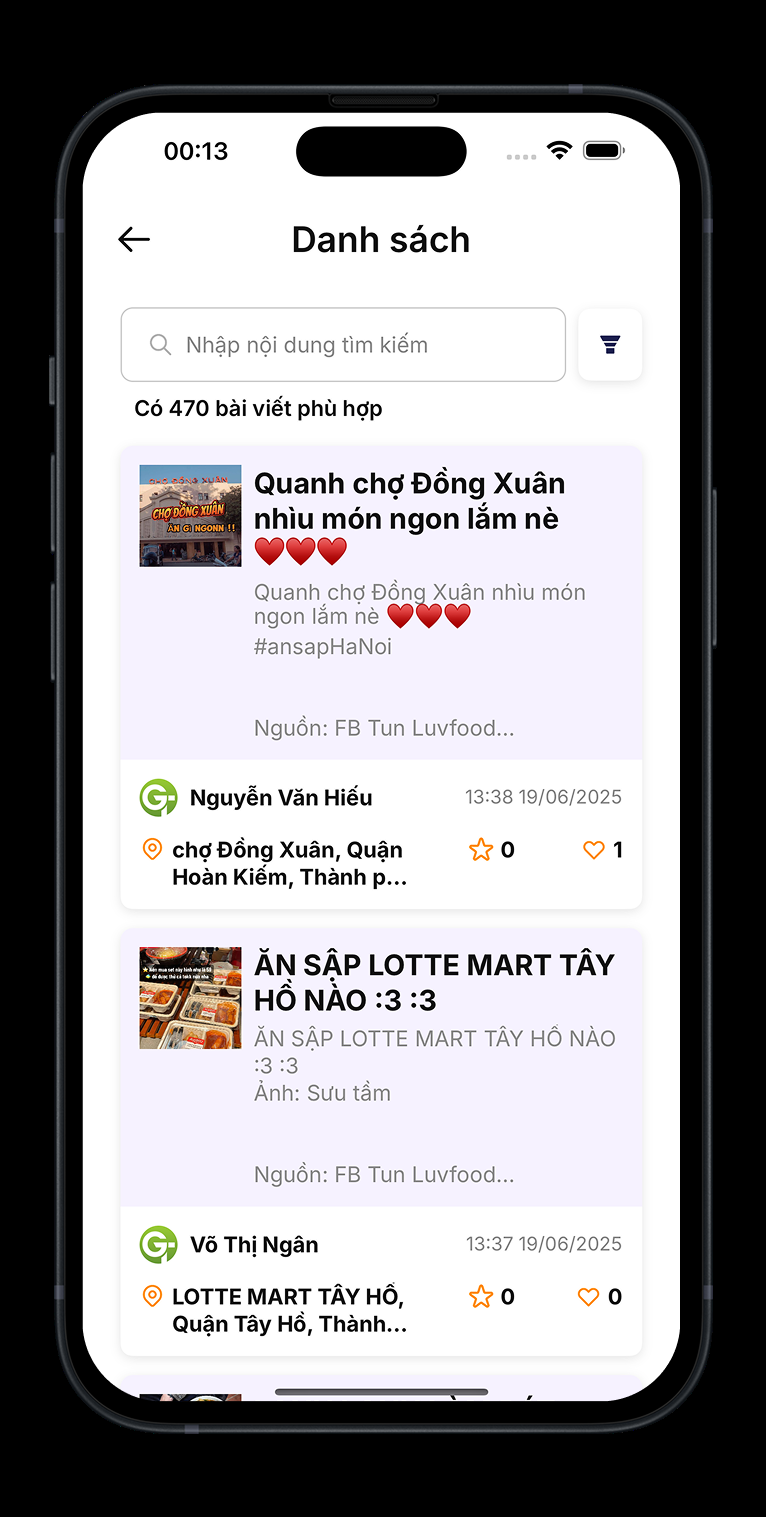 00:13
Danh sách
Nhập nội dung tìm kiếm
Có 470 bài viết phù hợp
CHỢ ĐỒNG XUÂN
CHỢ ĐỒNG XUÂN
ĂN GÌ NGONN !!
Quanh chợ Đồng Xuân
nhìu món ngon lắm nè
❤️❤️❤️
Quanh chợ Đồng Xuân nhìu món
ngon lắm nè ❤️❤️❤️
#ansapHaNoi
Nguồn: FB Tun Luvfood...
G
Nguyễn Văn Hiếu
13:38 19/06/2025
chợ Đồng Xuân, Quận
Hoàn Kiếm, Thành p...
0
1
ĂN SẬP LOTTE MART TÂY
HỒ NÀO :3 :3
ĂN SẬP LOTTE MART TÂY HỒ NÀO
:3 :3
Ảnh: Sưu tầm
Nguồn: FB Tun Luvfood...
G
Võ Thị Ngân
13:37 19/06/2025
LOTTE MART TÂY HỒ,
Quận Tây Hồ, Thành...
0
0